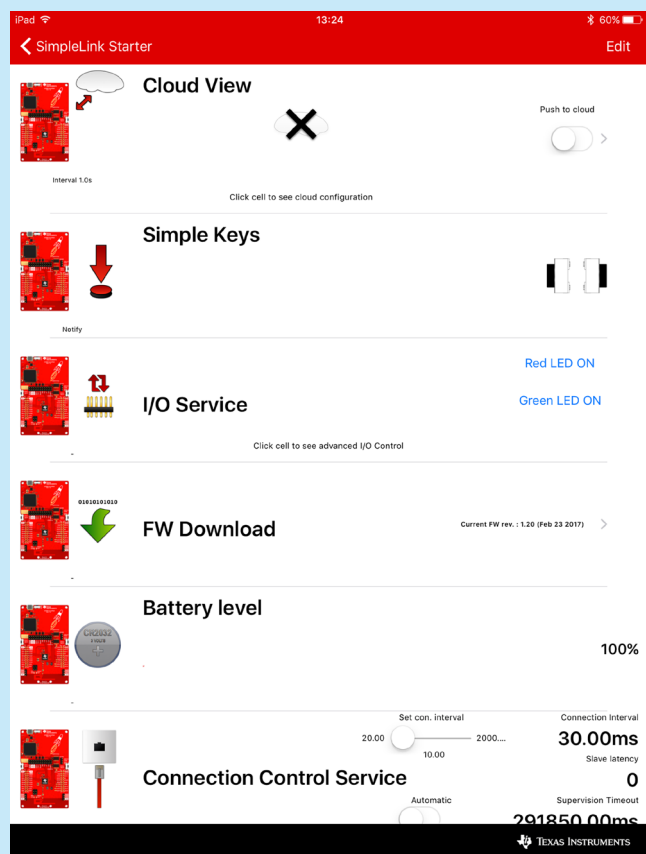 iPad 13:24 60%
SimpleLink Starter Edit
Cloud View
Push to cloud
Interval 1.0s
Click cell to see cloud configuration
Simple Keys
Notify
Red LED ON
Green LED ON
I/O Service
Click cell to see advanced I/O Control
-
01010101010
FW Download
Current FW rev. : 1.20 (Feb 23 2017)
-
Battery level
CR2032
100%
-
-
Set con. interval
Connection Interval
20.00 2000....
30.00ms
10.00
Slave latency
Connection Control Service
0
Automatic
Supervision Timeout
291850.00ms
TEXAS INSTRUMENTS